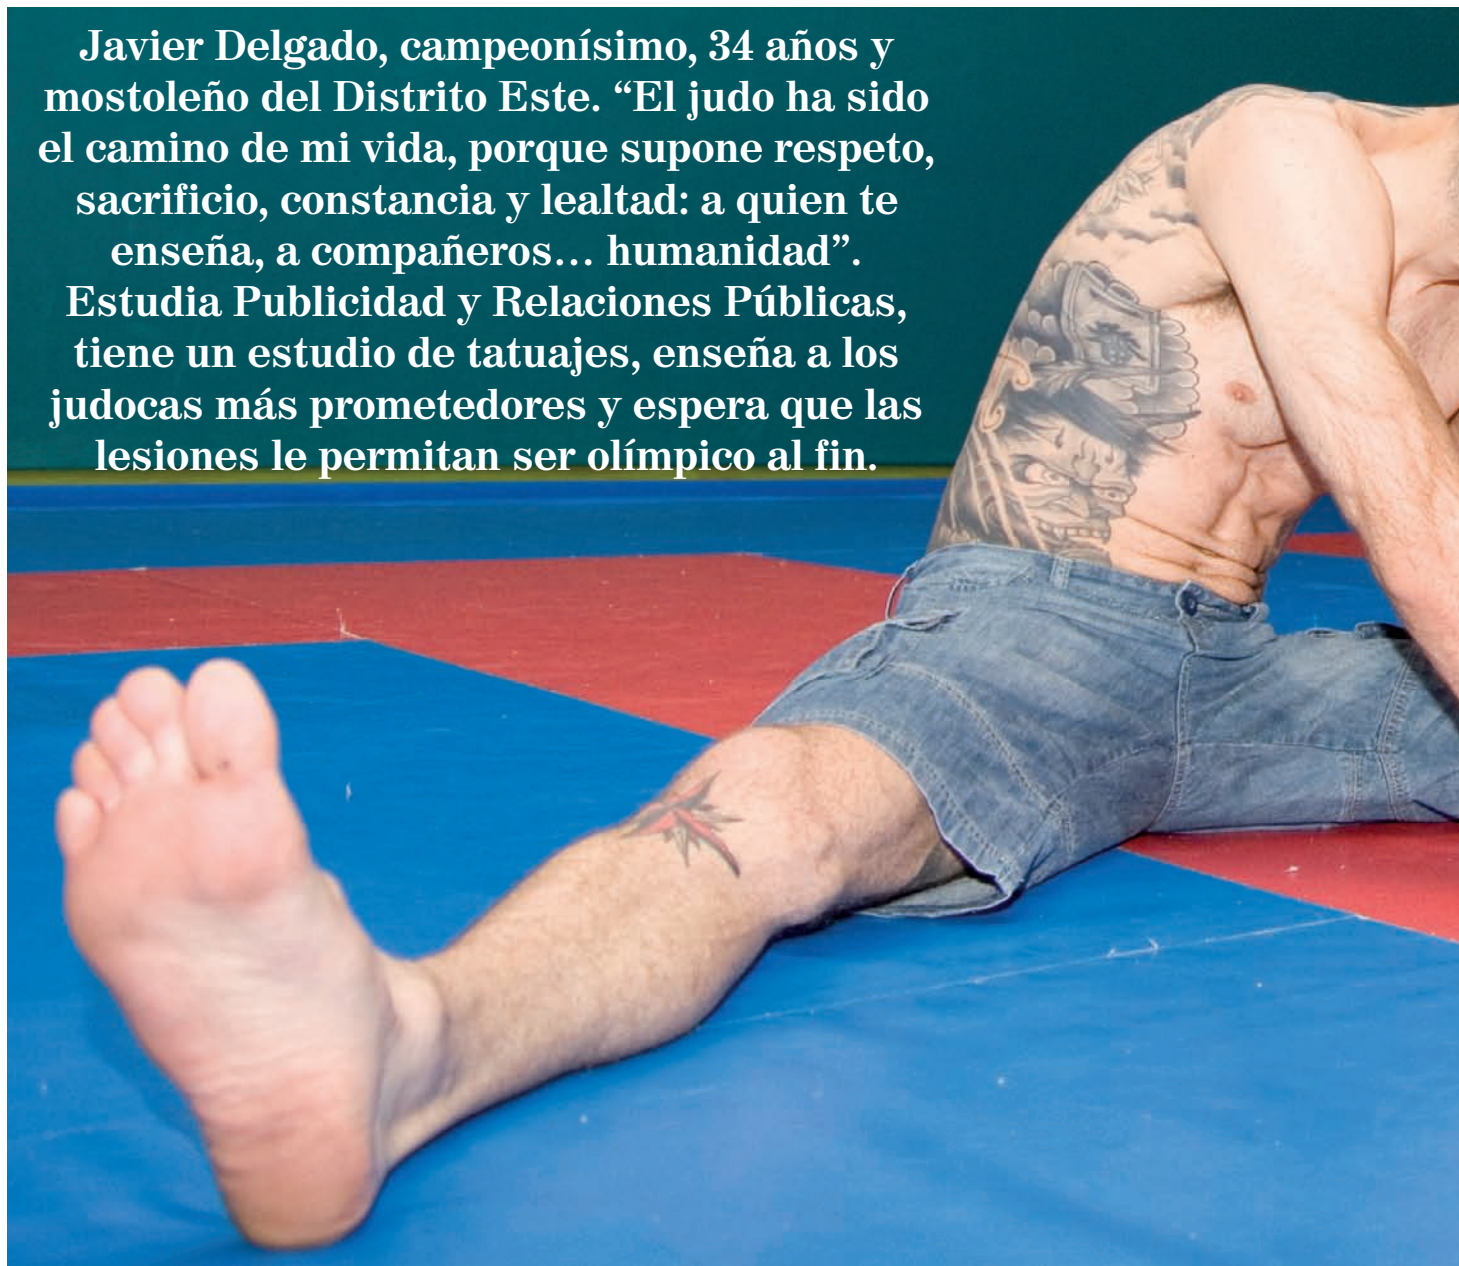 Javier Delgado, campeonísimo, 34 años y
mostoleño del Distrito Este. “El judo ha sido
el camino de mi vida, porque supone respeto,
sacrificio, constancia y lealtad: a quien te
enseña, a compañeros… humanidad”.
Estudia Publicidad y Relaciones Públicas,
tiene un estudio de tatuajes, enseña a los
judocas más prometedores y espera que las
lesiones le permitan ser olímpico al fin.